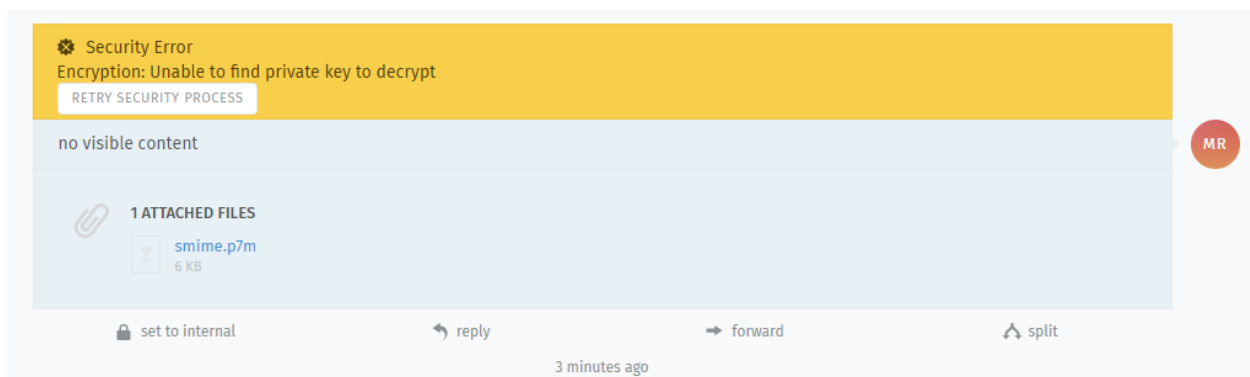 Security Error
Encryption: Unable to find private key to decrypt
RETRY SECURITY PROCESS
no visible content
MR
1 ATTACHED FILES
?
smime.p7m
6 KB
set to internal
reply
forward
split
3 minutes ago